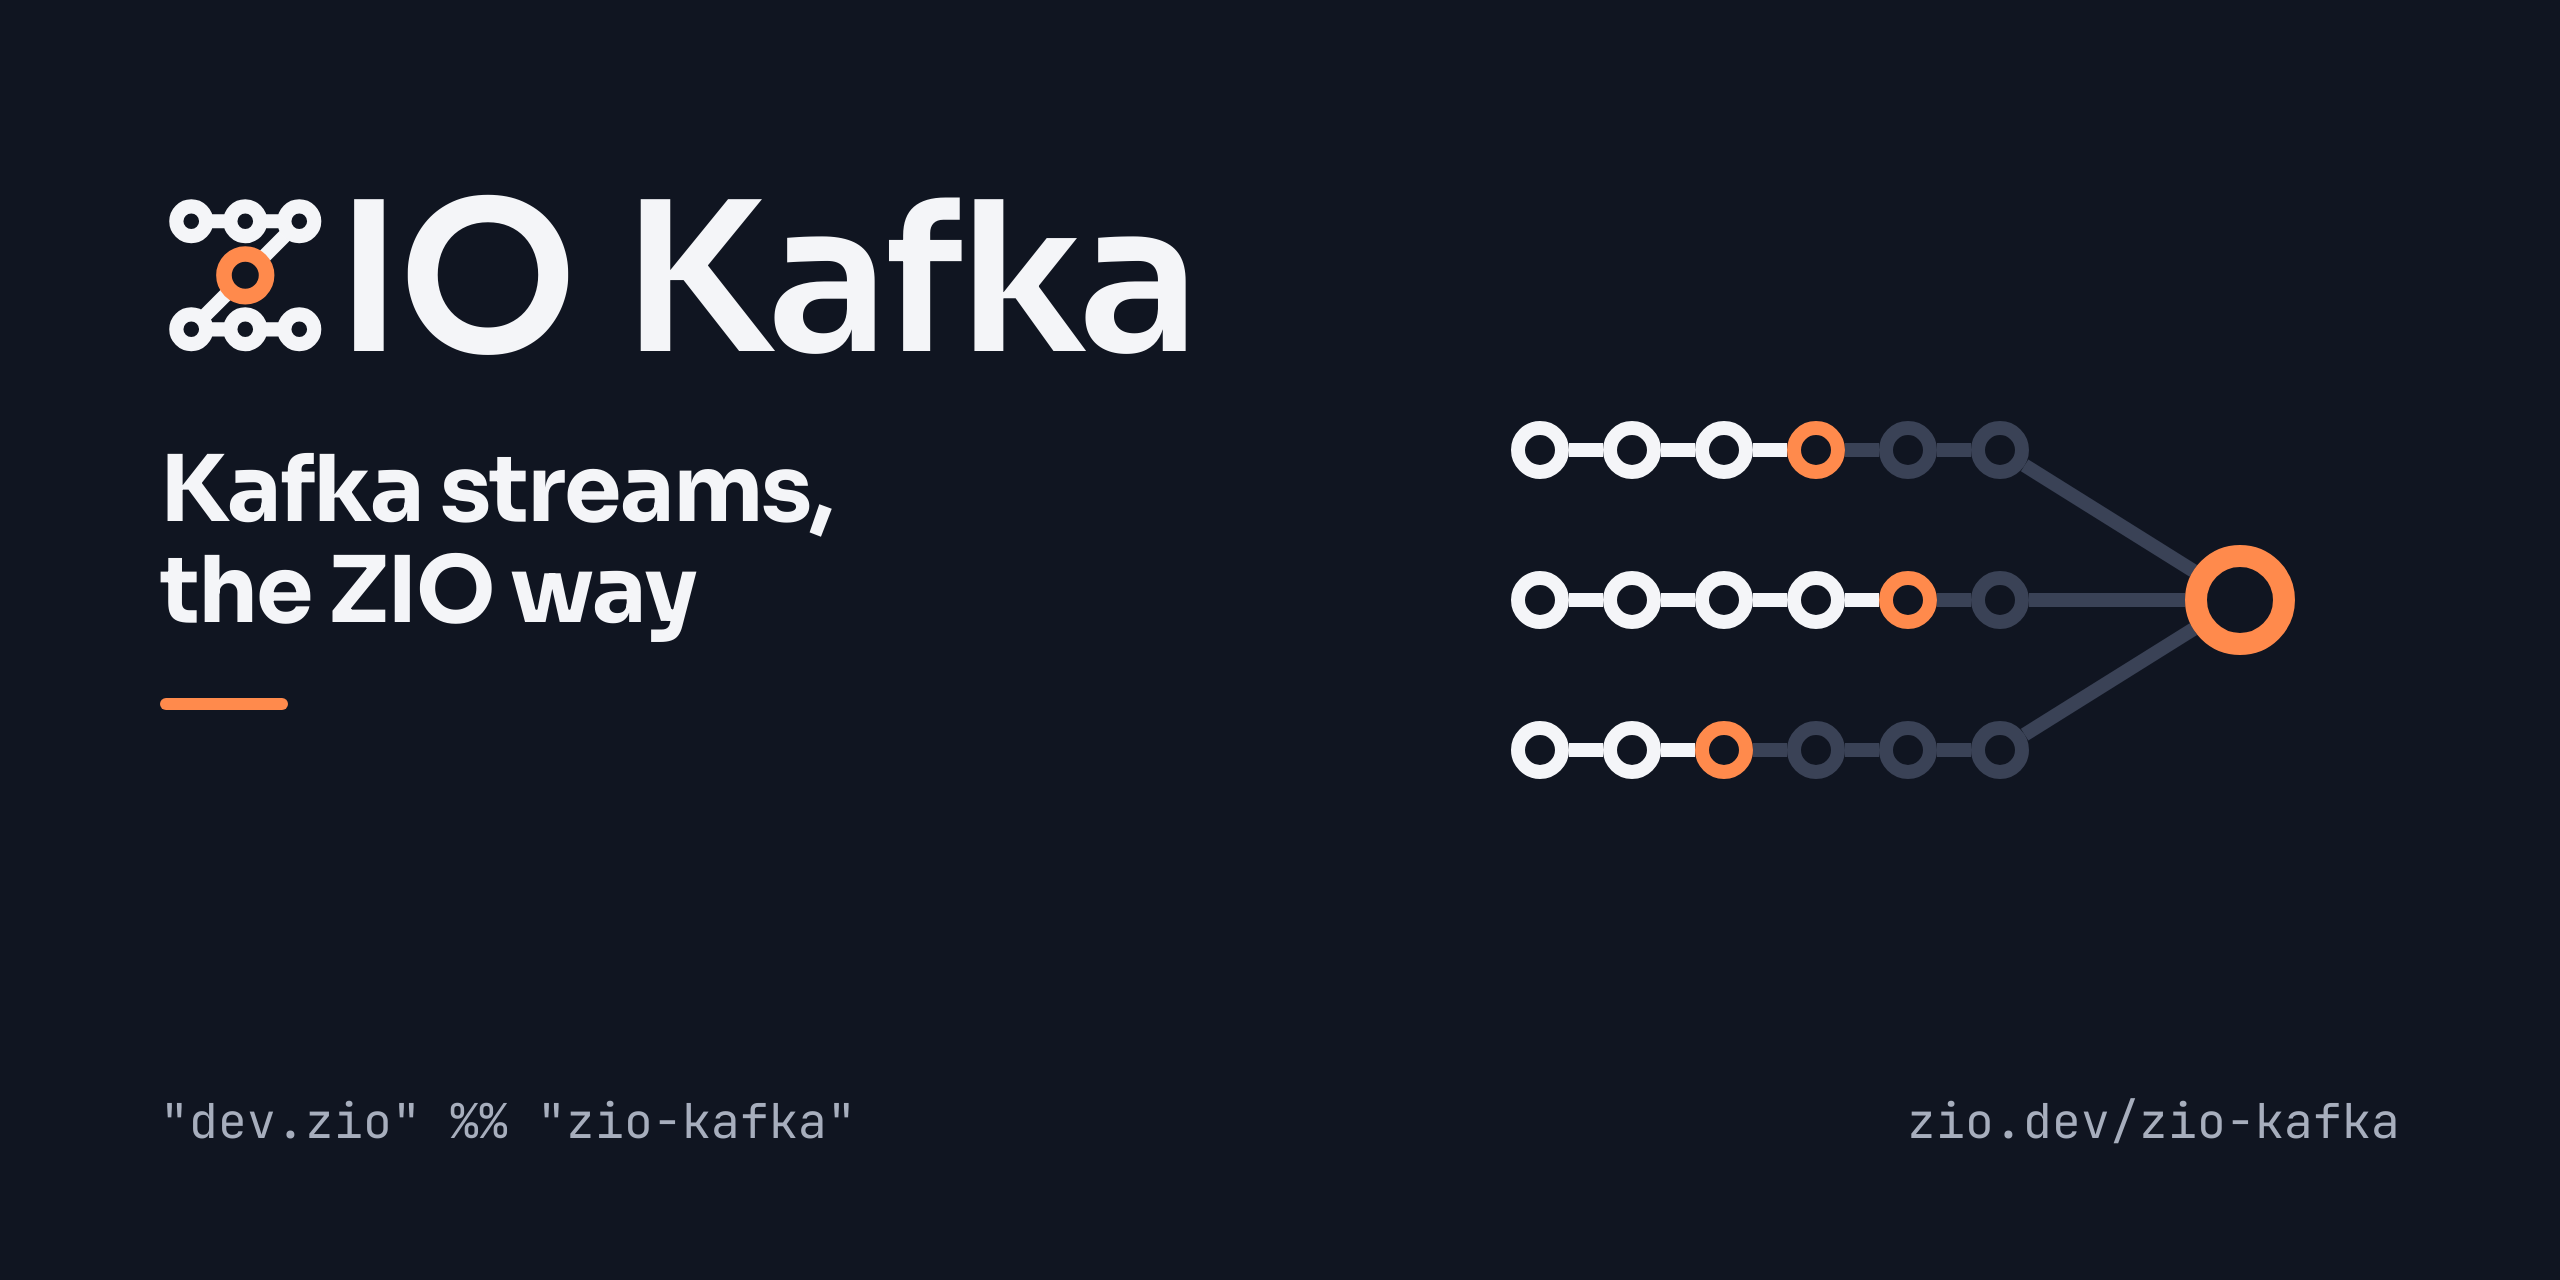 ZIO Kafka
Kafka streams,
the ZIO way
"dev.zio" %% "zio-kafka"
zio.dev/zio-kafka